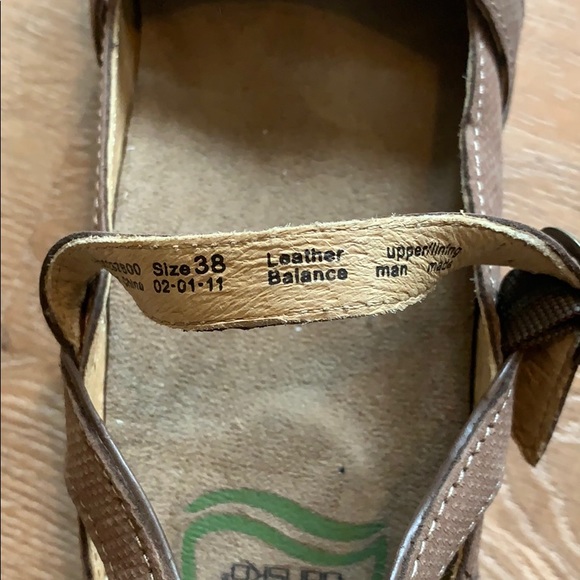 Size 38
02-01-11
Leather
Balance
upper/lining
man made